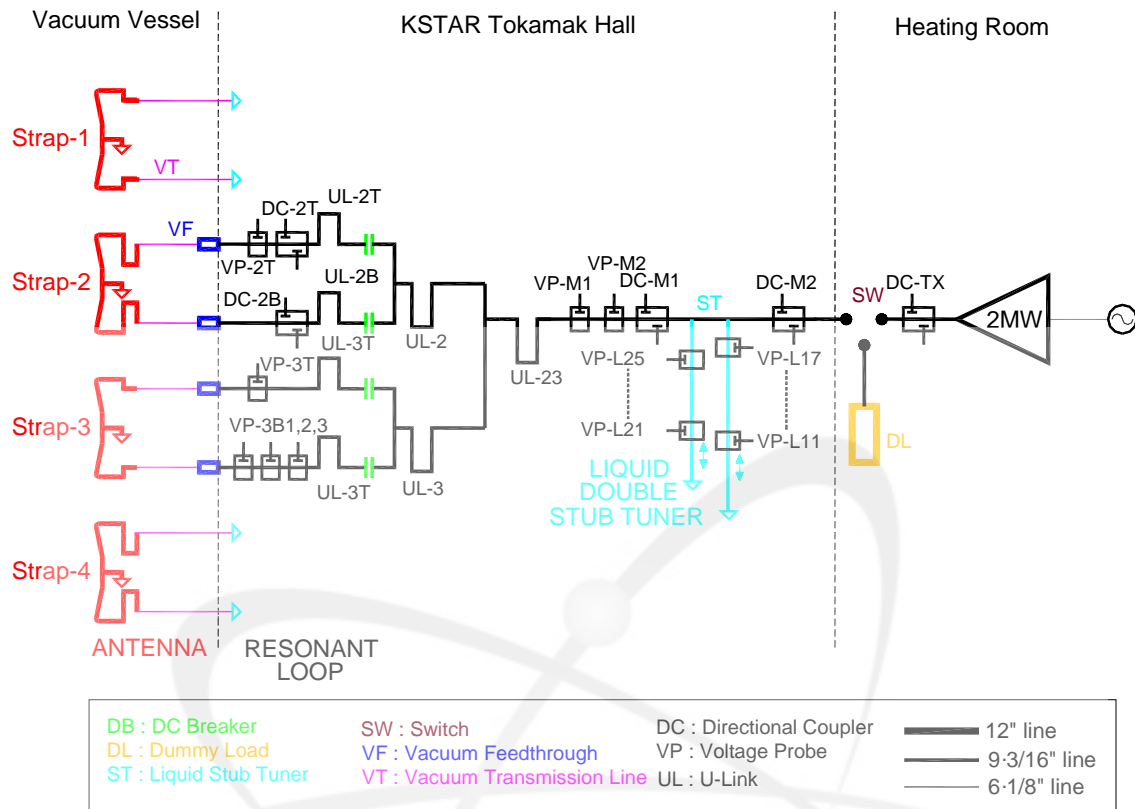 Vacuum Vessel
KSTAR Tokamak Hall
Heating Room
Strap-1
VT
UL-2T
DC-2T
VF
VP-2T
Strap-2
UL-2B
DC-2B
VP-M2
VP-M1
DC-M1
ST
DC-M2
SW
DC-TX
2MW
UL-3T
UL-2
VP-3T
UL-23
VP-L25
VP-L17
Strap-3
VP-3B1,2,3
VP-L21
VP-L11
DL
UL-3T
UL-3
LIQUID
DOUBLE
STUB TUNER
Strap-4
ANTENNA
RESONANT
LOOP
DB : DC Breaker
DL : Dummy Load
ST : Liquid Stub Tuner
SW : Switch
VF : Vacuum Feedthrough
VT : Vacuum Transmission Line
DC : Directional Coupler
VP : Voltage Probe
UL : U-Link
12" line
9-3/16" line
6-1/8" line